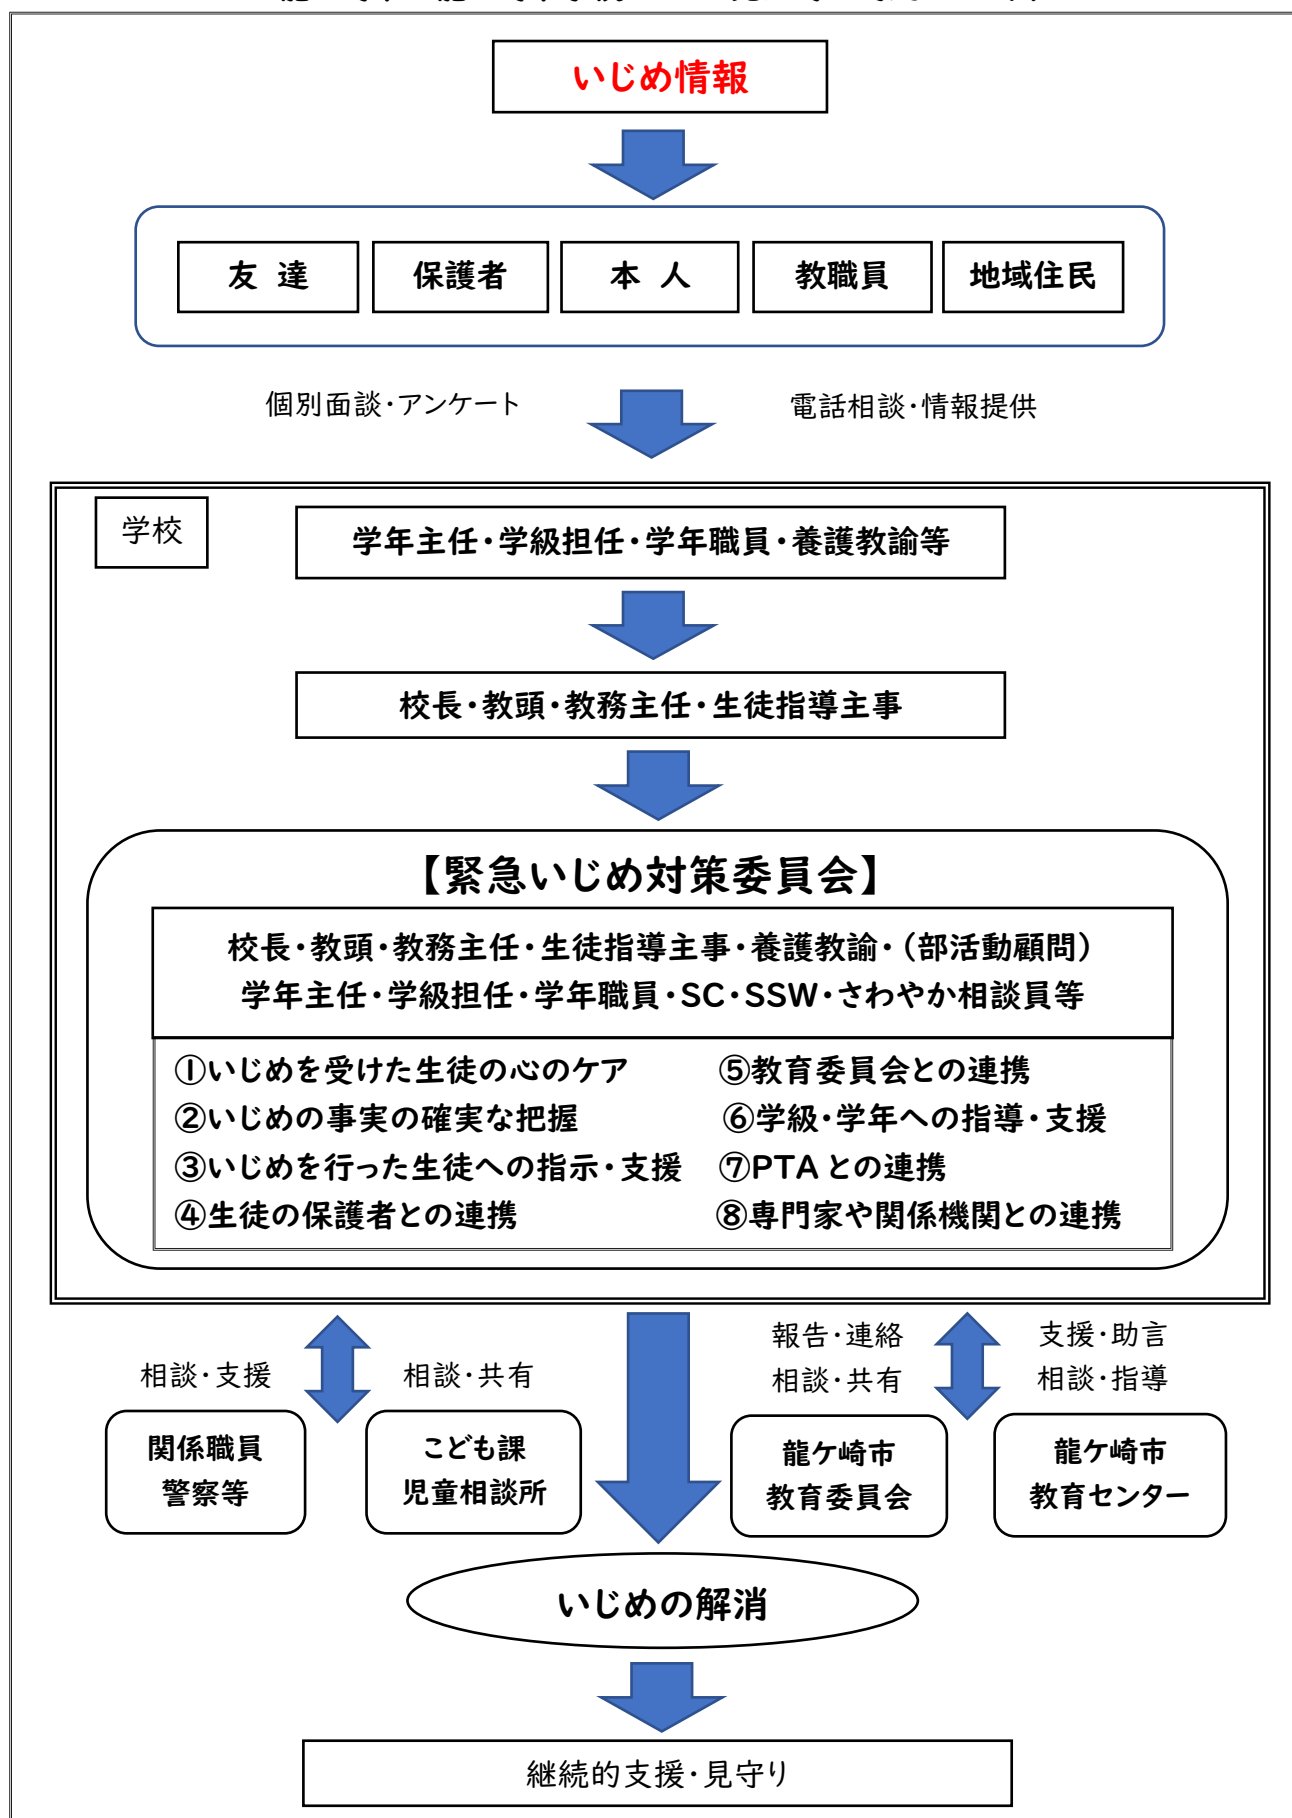 いじめ情報
友 達
保護者
本 人
教職員
地域住民
個別面談・アンケート
電話相談・情報提供
学校
学年主任・学級担任・学年職員・養護教諭等
校長・教頭・教務主任・生徒指導主事
【緊急いじめ対策委員会】
校長・教頭・教務主任・生徒指導主事・養護教諭・（部活動顧問）
学年主任・学級担任・学年職員・SC・SSW・さわやか相談員等
①いじめを受けた生徒の心のケア
②いじめの事実の確実な把握
③いじめを行った生徒への指示・支援
④生徒の保護者との連携
⑤教育委員会との連携
⑥学級・学年への指導・支援
⑦PTAとの連携
⑧専門家や関係機関との連携
相談・支援
相談・共有
報告・連絡
相談・共有
支援・助言
相談・指導
関係職員
警察等
こども課
児童相談所
龍ケ崎市
教育委員会
龍ケ崎市
教育センター
いじめの解消
継続的支援・見守り